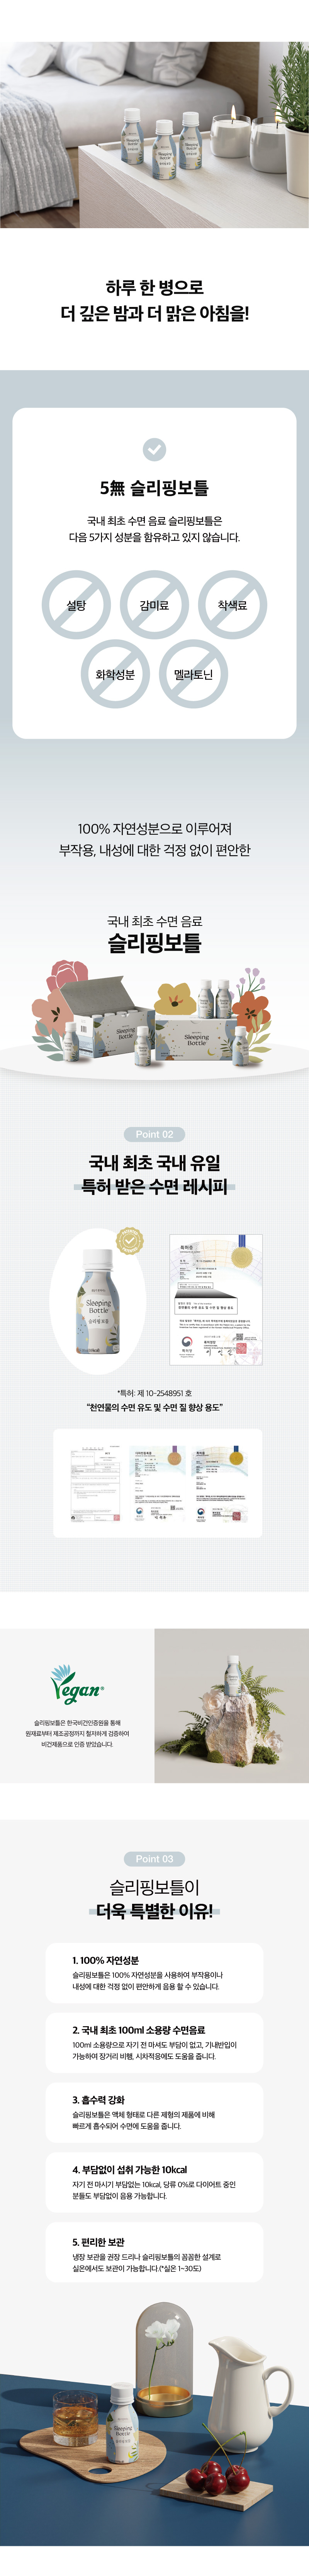 하루 한 병으로
더 깊은 밤과 더 맑은 아침을!
5無 슬리핑보틀
국내 최초 수면 음료 슬리핑보틀은
다음 5가지 성분을 함유하고 있지 않습니다.
설탕
감미료
착색료
화학성분
멜라토닌
100% 자연성분으로 이루어져
부작용, 내성에 대한 걱정 없이 편안한
국내 최초 수면 음료
슬리핑보틀
Sleeping
Bottle
Sleeping
Bottle
Point 02
국내 최초 국내 유일
특허 받은 수면 레시피
Sleeping
Bottle
슬리핑보틀
특허증
*특허: 제 10-2548951 호
“천연물의 수면 유도 및 수면 질 향상 용도”
Vegan®
슬리핑보틀은 한국비건인증원을 통해
원재료부터 제조공정까지 철저하게 검증하여
비건제품으로 인증 받았습니다.
Point 03
슬리핑보틀이
더욱 특별한 이유!
1. 100% 자연성분
슬리핑보틀은 100% 자연성분을 사용하여 부작용이나
내성에 대한 걱정 없이 편안하게 음용 할 수 있습니다.
2. 국내 최초 100ml 소용량 수면음료
100ml 소용량으로 자기 전 마셔도 부담이 없고, 기내반입이
가능하여 장거리 비행, 시차적응에도 도움을 줍니다.
3. 흡수력 강화
슬리핑보틀은 액체 형태로 다른 제형의 제품에 비해
빠르게 흡수되어 수면에 도움을 줍니다.
4. 부담없이 섭취 가능한 10kcal
자기 전 마시기 부담없는 10kcal, 당류 0%로 다이어트 중인
분들도 부담없이 음용 가능합니다.
5. 편리한 보관
냉장 보관을 권장 드리나 슬리핑보틀의 꼼꼼한 설계로
실온에서도 보관이 가능합니다.(*실온 1~30도)
Sleeping
Bottle